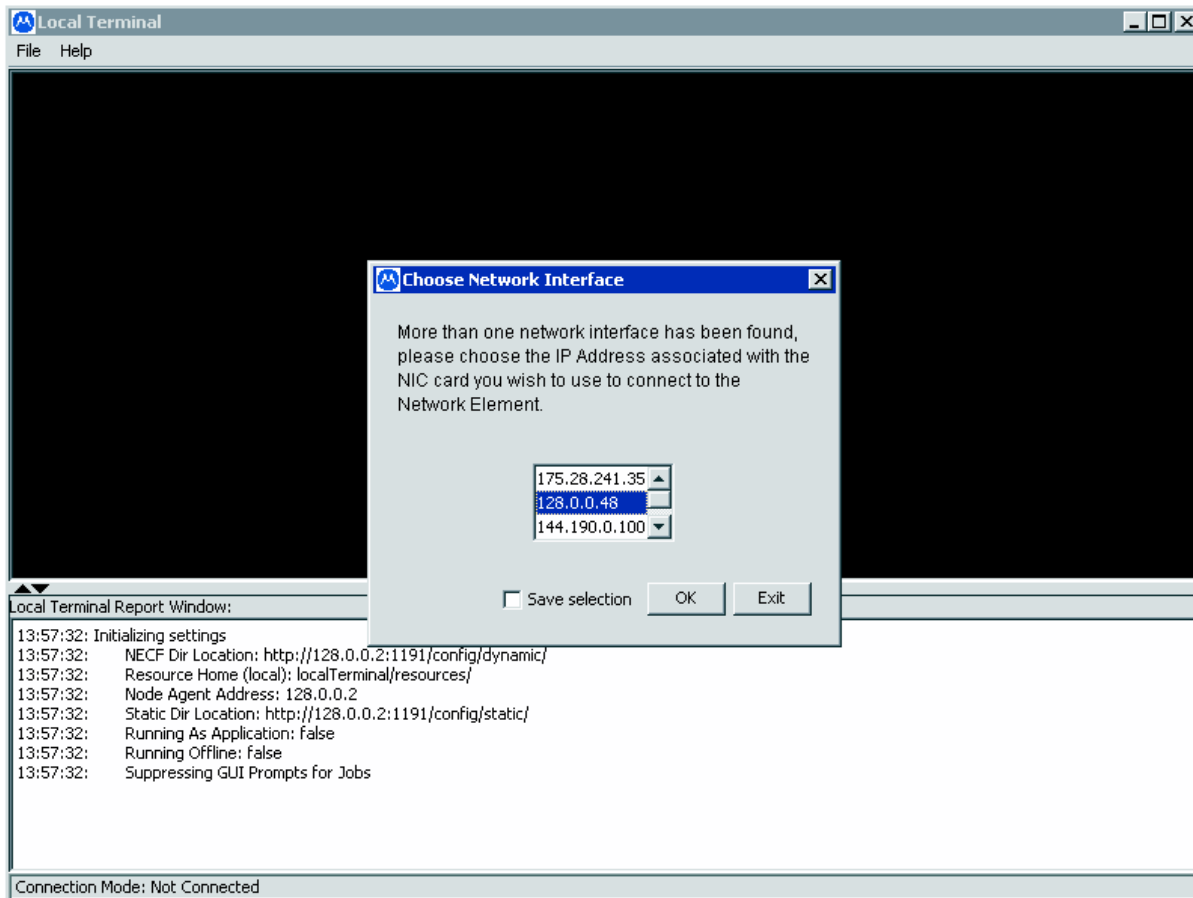 Local Terminal
File Help
Choose Network Interface
More than one network interface has been found,
please choose the IP Address associated with the
NIC card you wish to use to connect to the
Network Element.
175.28.241.35
128.0.0.48
144.190.0.100
Save selection OK Exit
Local Terminal Report Window:
13:57:32: Initializing settings
13:57:32: NECF Dir Location: http://128.0.0.2:1191/config/dynamic/
13:57:32: Resource Home (local): localTerminal/resources/
13:57:32: Node Agent Address: 128.0.0.2
13:57:32: Static Dir Location: http://128.0.0.2:1191/config/static/
13:57:32: Running As Application: false
13:57:32: Running Offline: false
13:57:32: Suppressing GUI Prompts for Jobs
Connection Mode: Not Connected